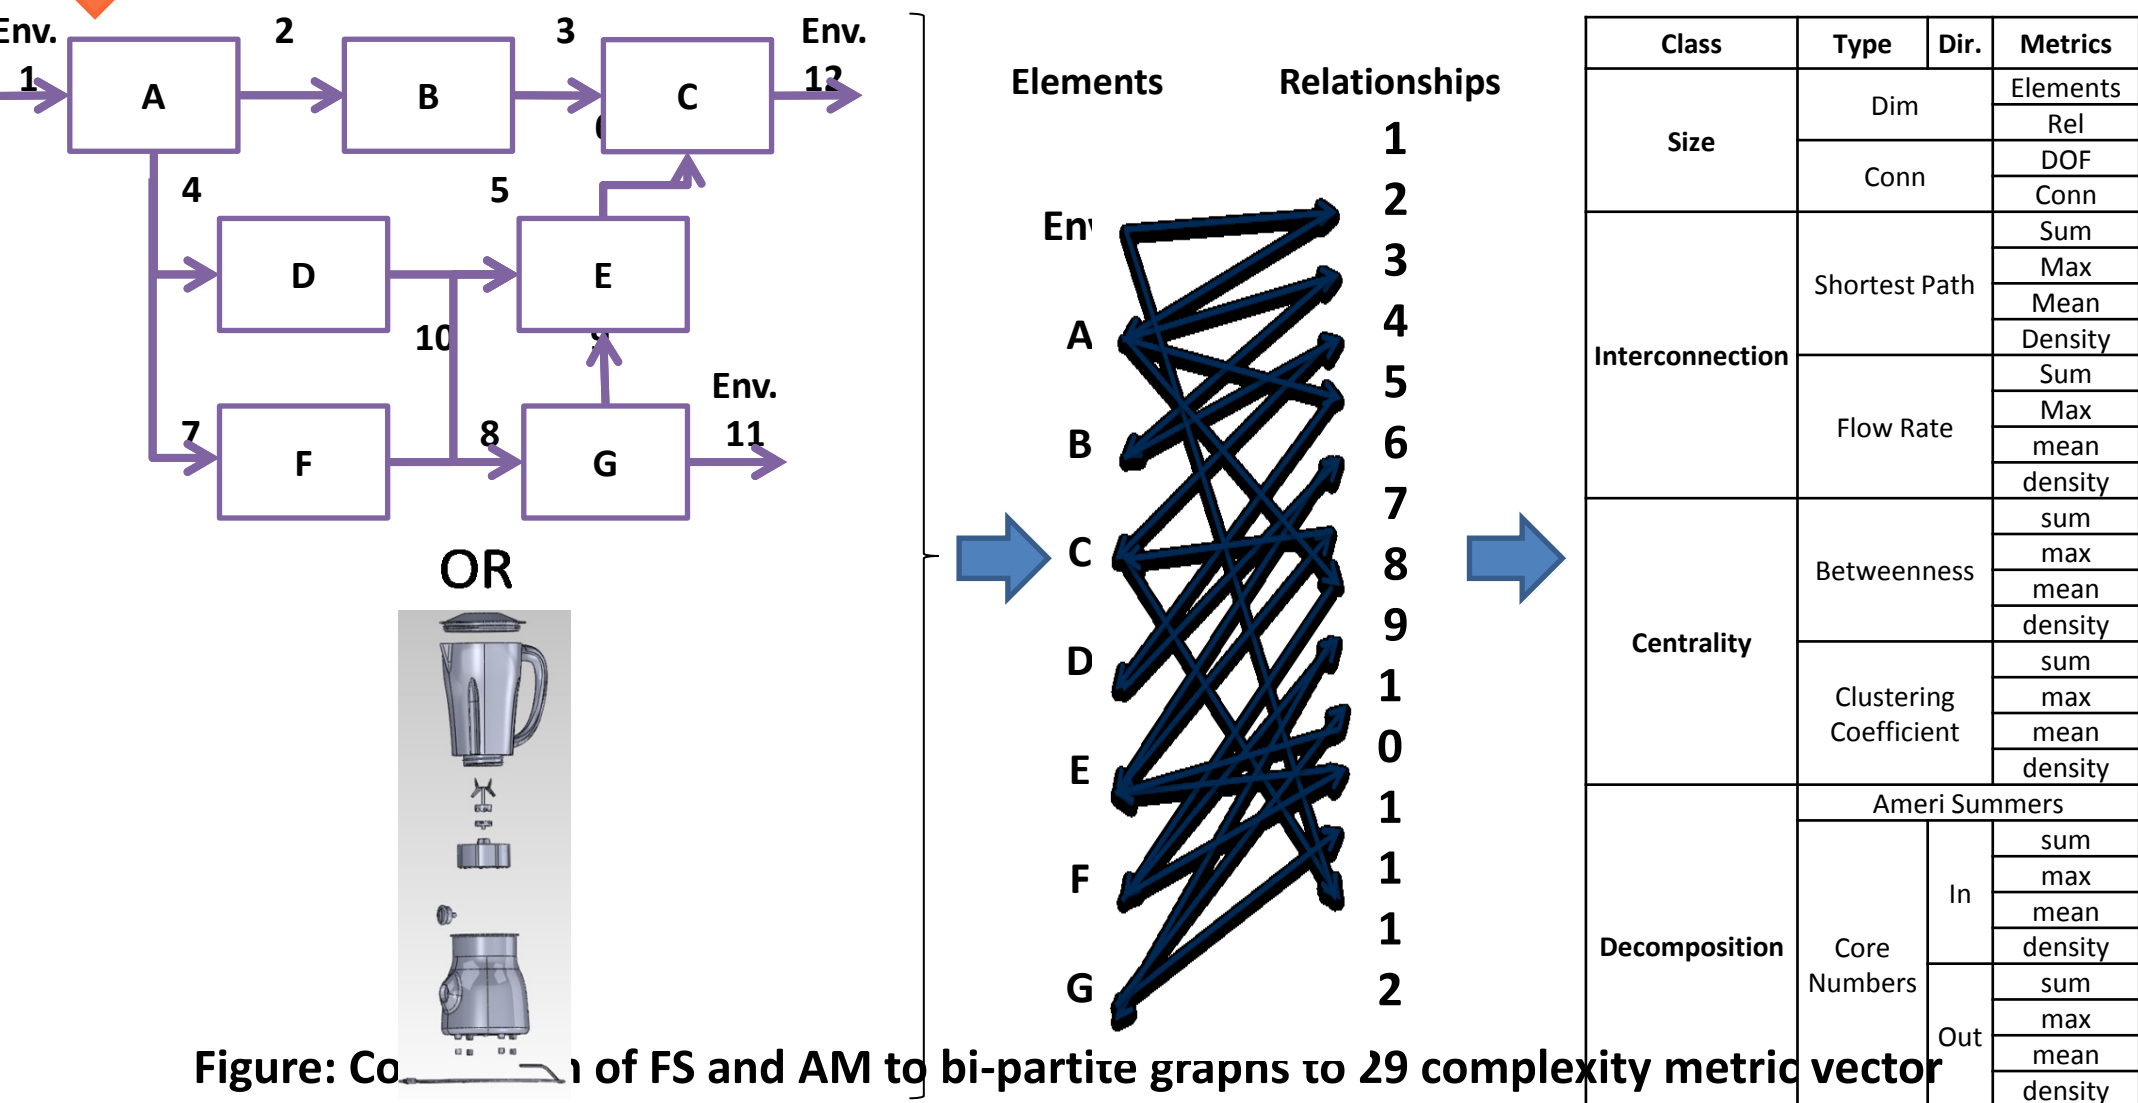 Env.
2
3
Env.
1
12
A
B
C
4
5
D
E
10
9
Env.
7
8
11
F
G
OR
Elements
Relationships
1
2
3
4
5
6
7
8
9
1
0
1
1
1
2
A
B
C
D
E
F
G
Class Type Dir. Metrics
Size
Dim
Elements
Rel
Conn
DOF
Conn
Interconnection
Shortest Path
Sum
Max
Mean
Density
Flow Rate
Sum
Max
mean
density
Centrality
Betweenness
sum
max
mean
density
Clustering
Coefficient
sum
max
mean
density
Decomposition
Ameri Summers
Core
Numbers
In
sum
max
mean
density
Out
sum
max
mean
density
Figure: of FS and AM to bi-partite graphs to 29 complexity metric vector